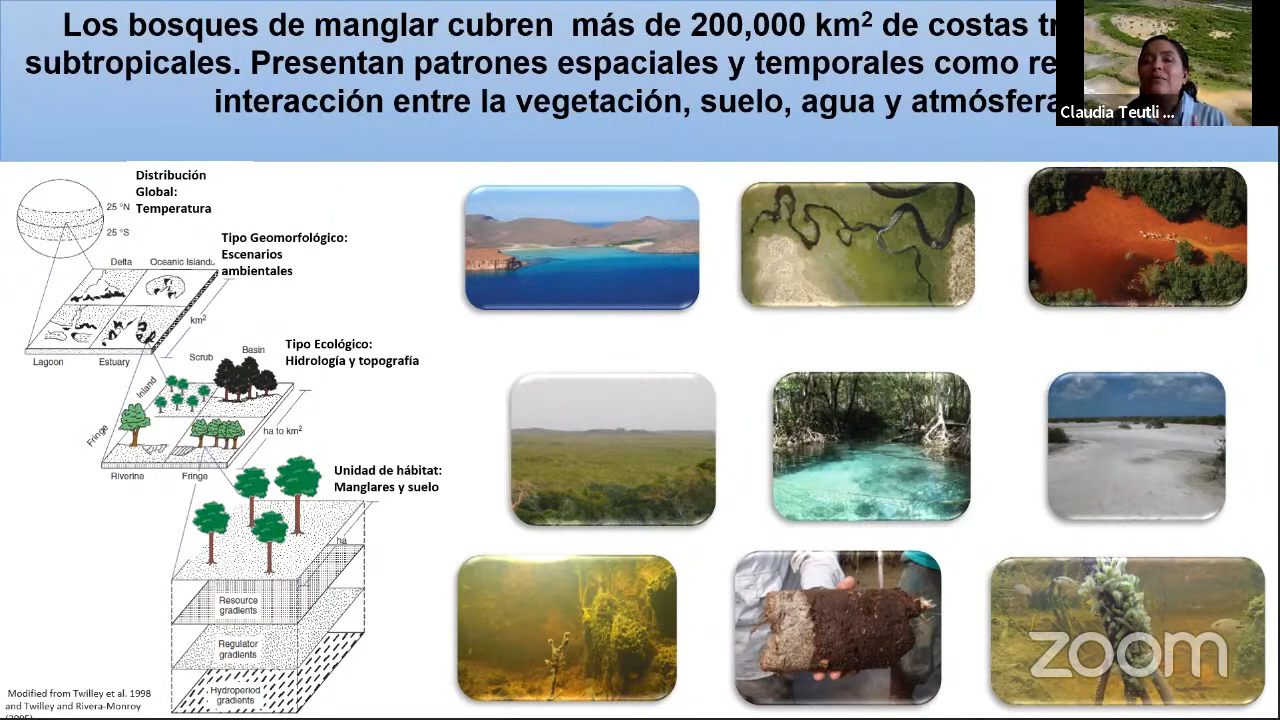 Los bosques de manglar cubren más de 200,000 km² de costas
subtropicales. Presentan patrones espaciales y temporales como
interacción entre la vegetación, suelo, agua y atmósfera
Claudia Teutli ...
Distribución
Global:
Temperatura
25 °N
25 °S
Tipo Geomorfológico:
Escenarios
ambientales
Delta
Oceanic Island
km²
Lagoon
Estuary
Tipo Ecológico:
Hidrología y topografía
Scrub
Basin
Inland
Fringe
ha to km²
Riverine
Fringe
Unidad de hábitat:
Manglares y suelo
ha
Resource
gradients
Regulator
gradients
Hydroperiod
gradients
Modified from Twilley et al. 1998
and Twilley and Rivera-Monroy
zoom